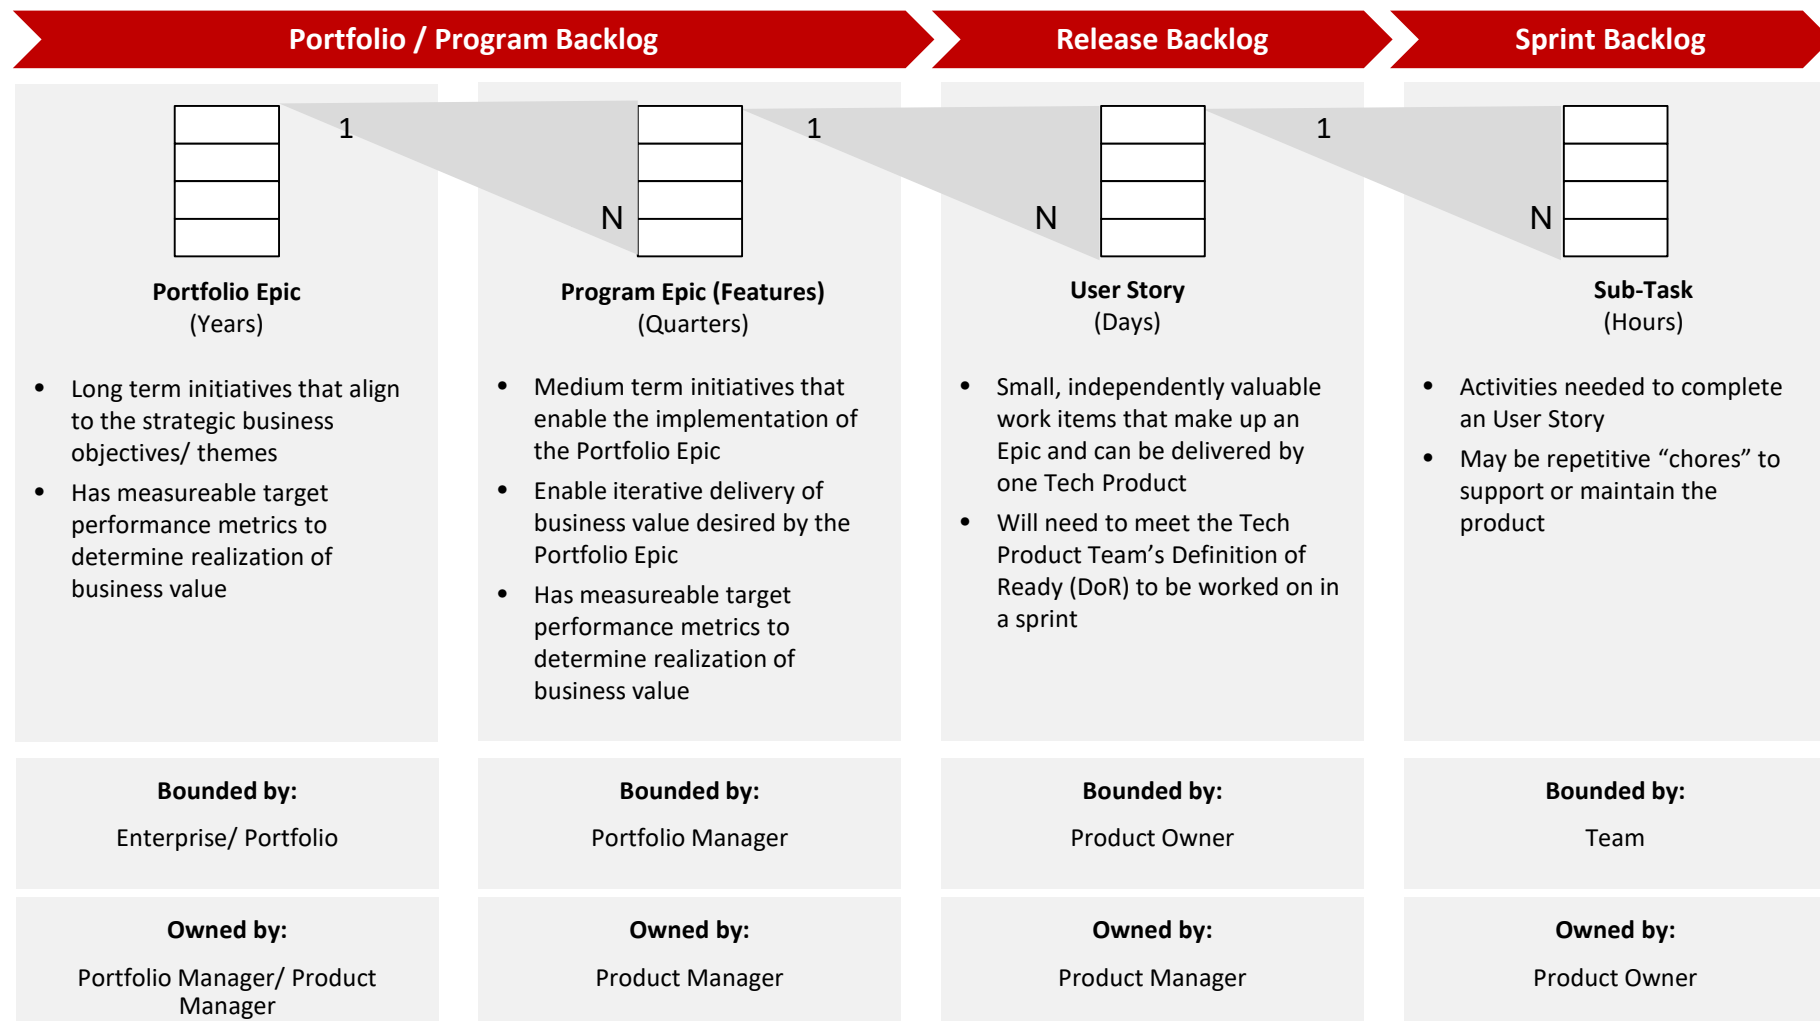 Portfolio / Program Backlog
Release Backlog
Sprint Backlog
1
N
1
N
1
N
Portfolio Epic
(Years)
• Long term initiatives that align
to the strategic business
objectives/ themes
• Has measureable target
performance metrics to
determine realization of
business value
Program Epic (Features)
(Quarters)
• Medium term initiatives that
enable the implementation of
the Portfolio Epic
• Enable iterative delivery of
business value desired by the
Portfolio Epic
• Has measureable target
performance metrics to
determine realization of
business value
User Story
(Days)
• Small, independently valuable
work items that make up an
Epic and can be delivered by
one Tech Product
• Will need to meet the Tech
Product Team’s Definition of
Ready (DoR) to be worked on in
a sprint
Sub-Task
(Hours)
• Activities needed to complete
an User Story
• May be repetitive “chores” to
support or maintain the
product
Bounded by:
Enterprise/ Portfolio
Bounded by:
Portfolio Manager
Bounded by:
Product Owner
Bounded by:
Team
Owned by:
Portfolio Manager/ Product
Manager
Owned by:
Product Manager
Owned by:
Product Manager
Owned by:
Product Owner